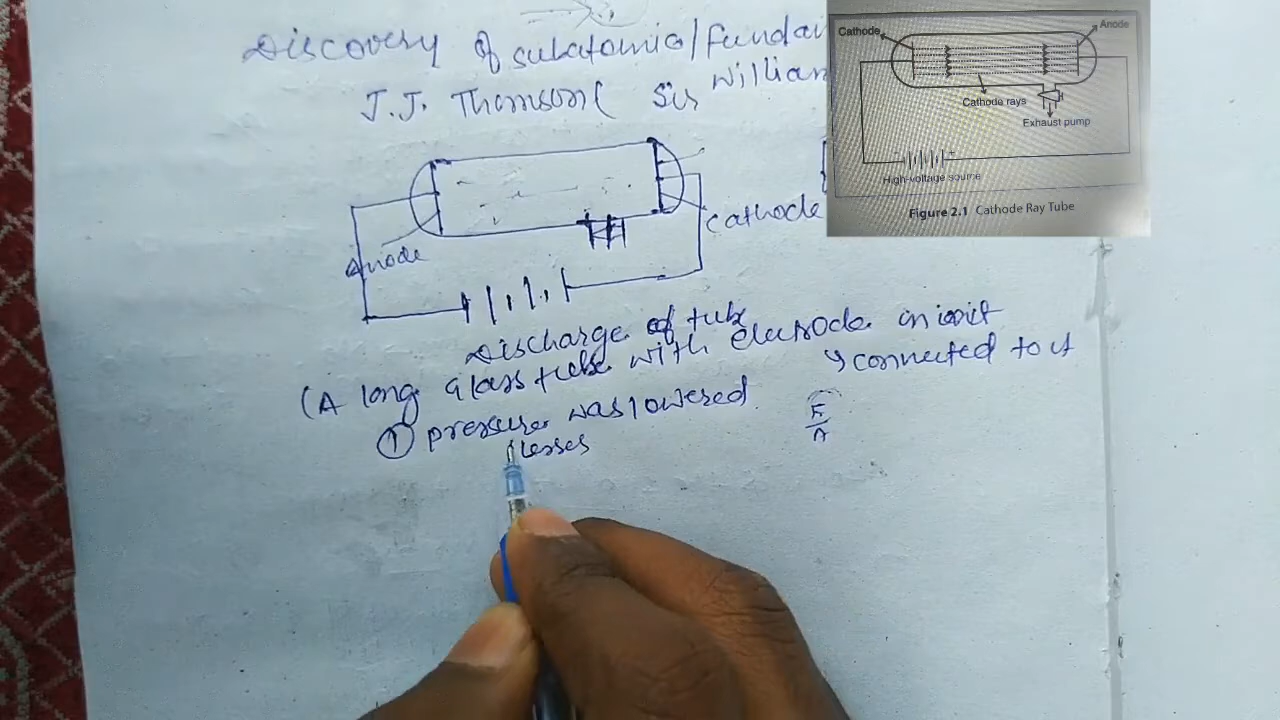 Discovery of subatomic/Fundam
J.J. Thomson( Sir William
Anode
Cathode
Discharge of tube
(A long glass tube with electrode in it
connected to it
① pressure was lowered
lesses
F
A
Cathode
Anode
Cathode rays
Exhaust pump
+
High-voltage source
Figure 2.1 Cathode Ray Tube